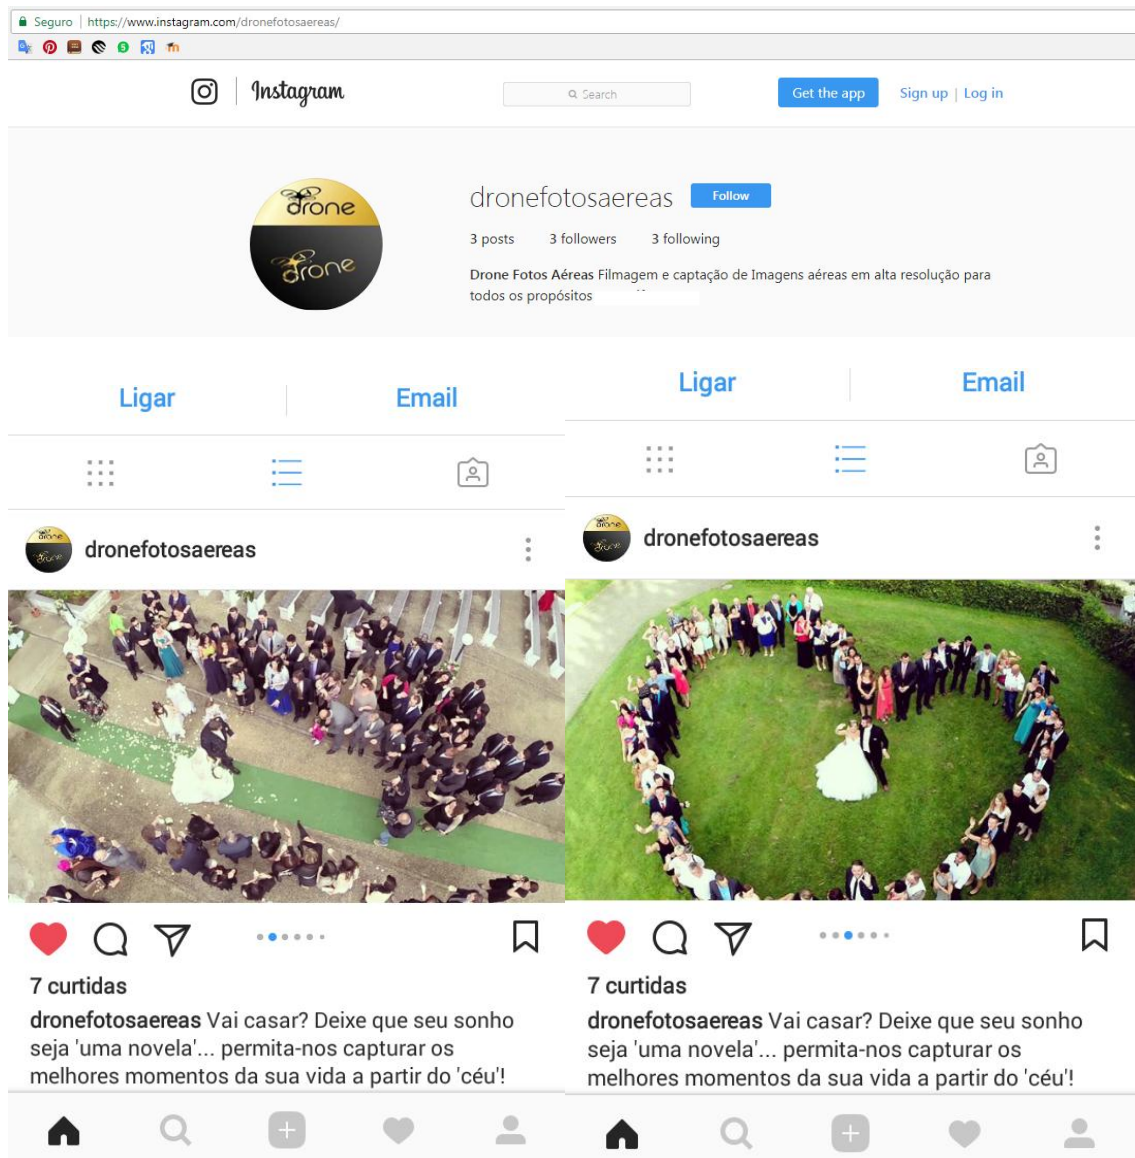 Seguro | https://www.instagram.com/dronefotosaereas/
Instagram
Search
Get the app
Sign up | Log in
drone
drone
dronefotosaereas
Follow
3 posts 3 followers 3 following
Drone Fotos Aéreas Filmagem e captação de Imagens aéreas em alta resolução para
todos os propósitos
Ligar
Email
dronefotosaereas
7 curtidas
dronefotosaereas Vai casar? Deixe que seu sonho
seja 'uma novela'... permita-nos capturar os
melhores momentos da sua vida a partir do 'céu'!
Ligar
Email
dronefotosaereas
7 curtidas
dronefotosaereas Vai casar? Deixe que seu sonho
seja 'uma novela'... permita-nos capturar os
melhores momentos da sua vida a partir do 'céu'!